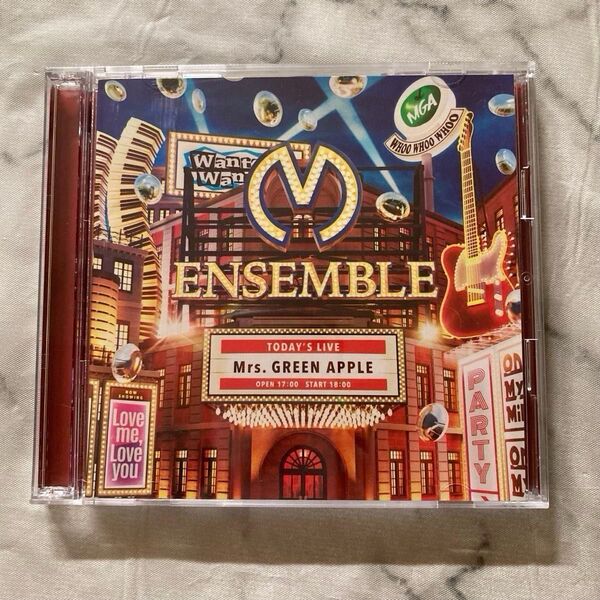 MGA
WHOO WHOO WHOO
Wante
Wan
M
ENSEMBLE
TODAY'S LIVE
Mrs. GREEN APPLE
OPEN 17:00 START 18:00
NOW
SHOWING
Love
me,
Love
you
PARTY
ON
MY
Mi
ON
M